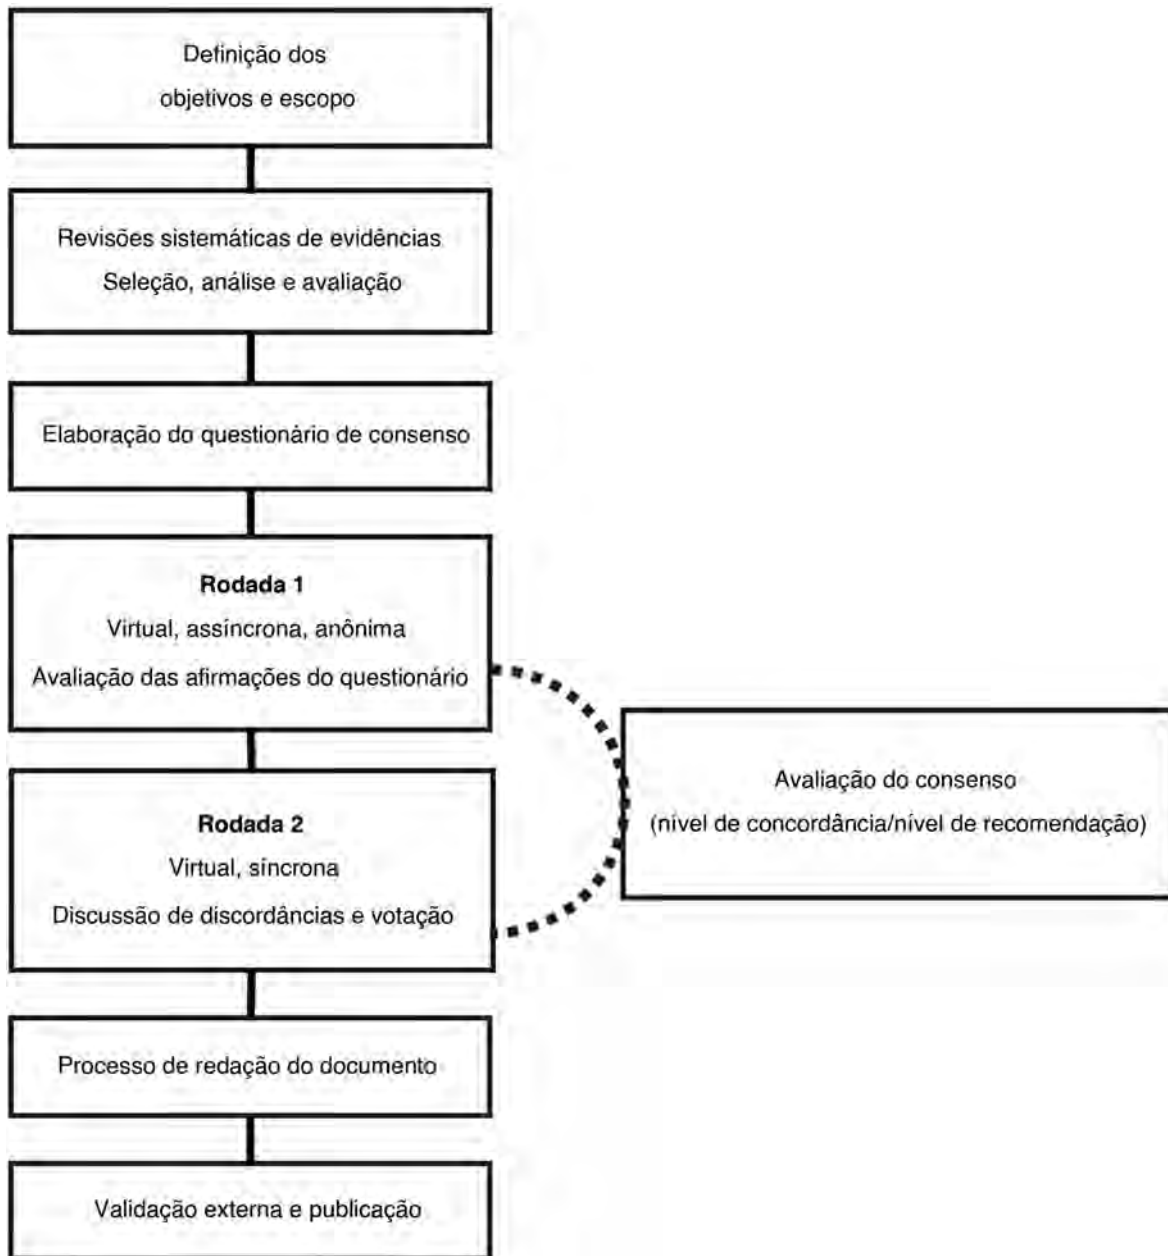 Definição dos
objetivos e escopo
Revisões sistemáticas de evidências
Seleção, análise e avaliação
Elaboração do questionário de consenso
Rodada 1
Virtual, assíncrona, anônima
Avaliação das afirmações do questionário
Rodada 2
Virtual, síncrona
Discussão de discordâncias e votação
Avaliação do consenso
(nível de concordância/nível de recomendação)
Processo de redação do documento
Validação externa e publicação